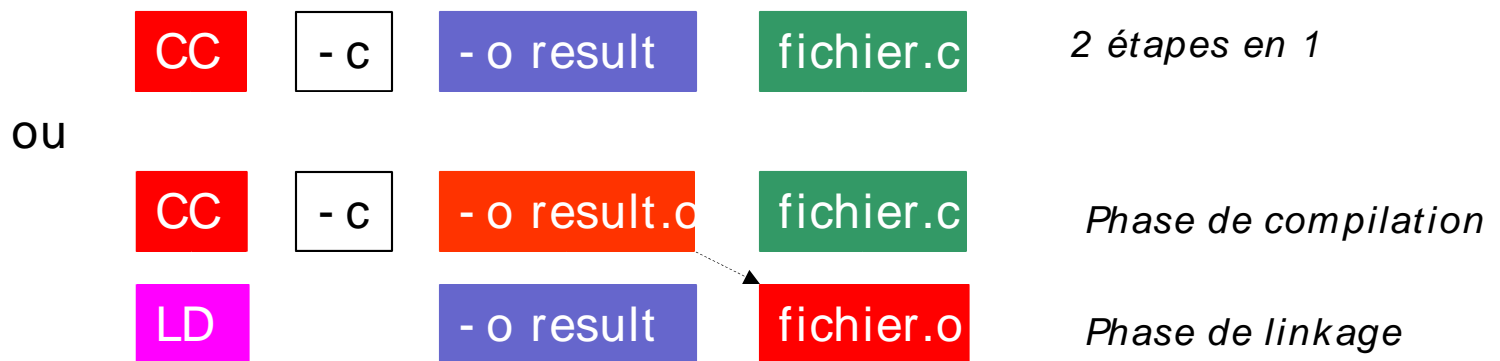 CC - c - o result fichier.c 2 étapes en 1
ou
CC - c - o result.o fichier.c Phase de compilation
LD - o result fichier.o Phase de linkage